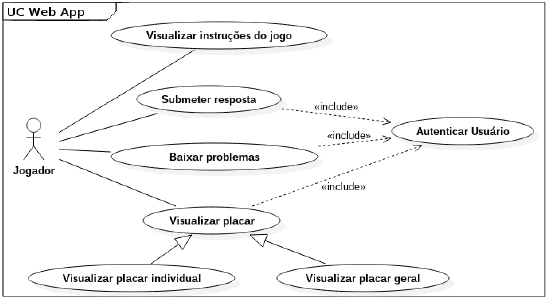 UC Web App
Visualizar instruções do jogo
Submeter resposta
«include»
Autenticar Usuário
«include»
Baixar problemas
Jogador
«include»
Visualizar placar
Visualizar placar individual
Visualizar placar geral